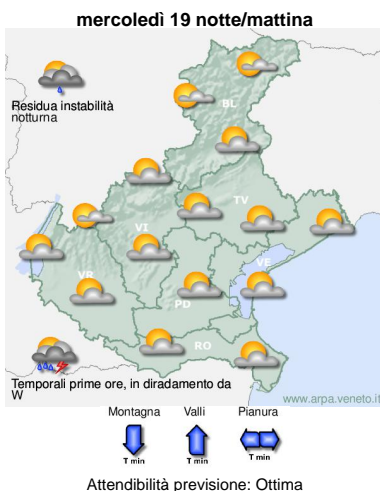 mercoledì 19 notte/mattina
Residua instabilità
notturna
BL
TV
VI
VE
VR
PD
RO
Temporali prime ore, in diradamento da
W
www.arpa.veneto.it
Montagna Valli Pianura
T min T min T min
Attendibilità previsione: Ottima